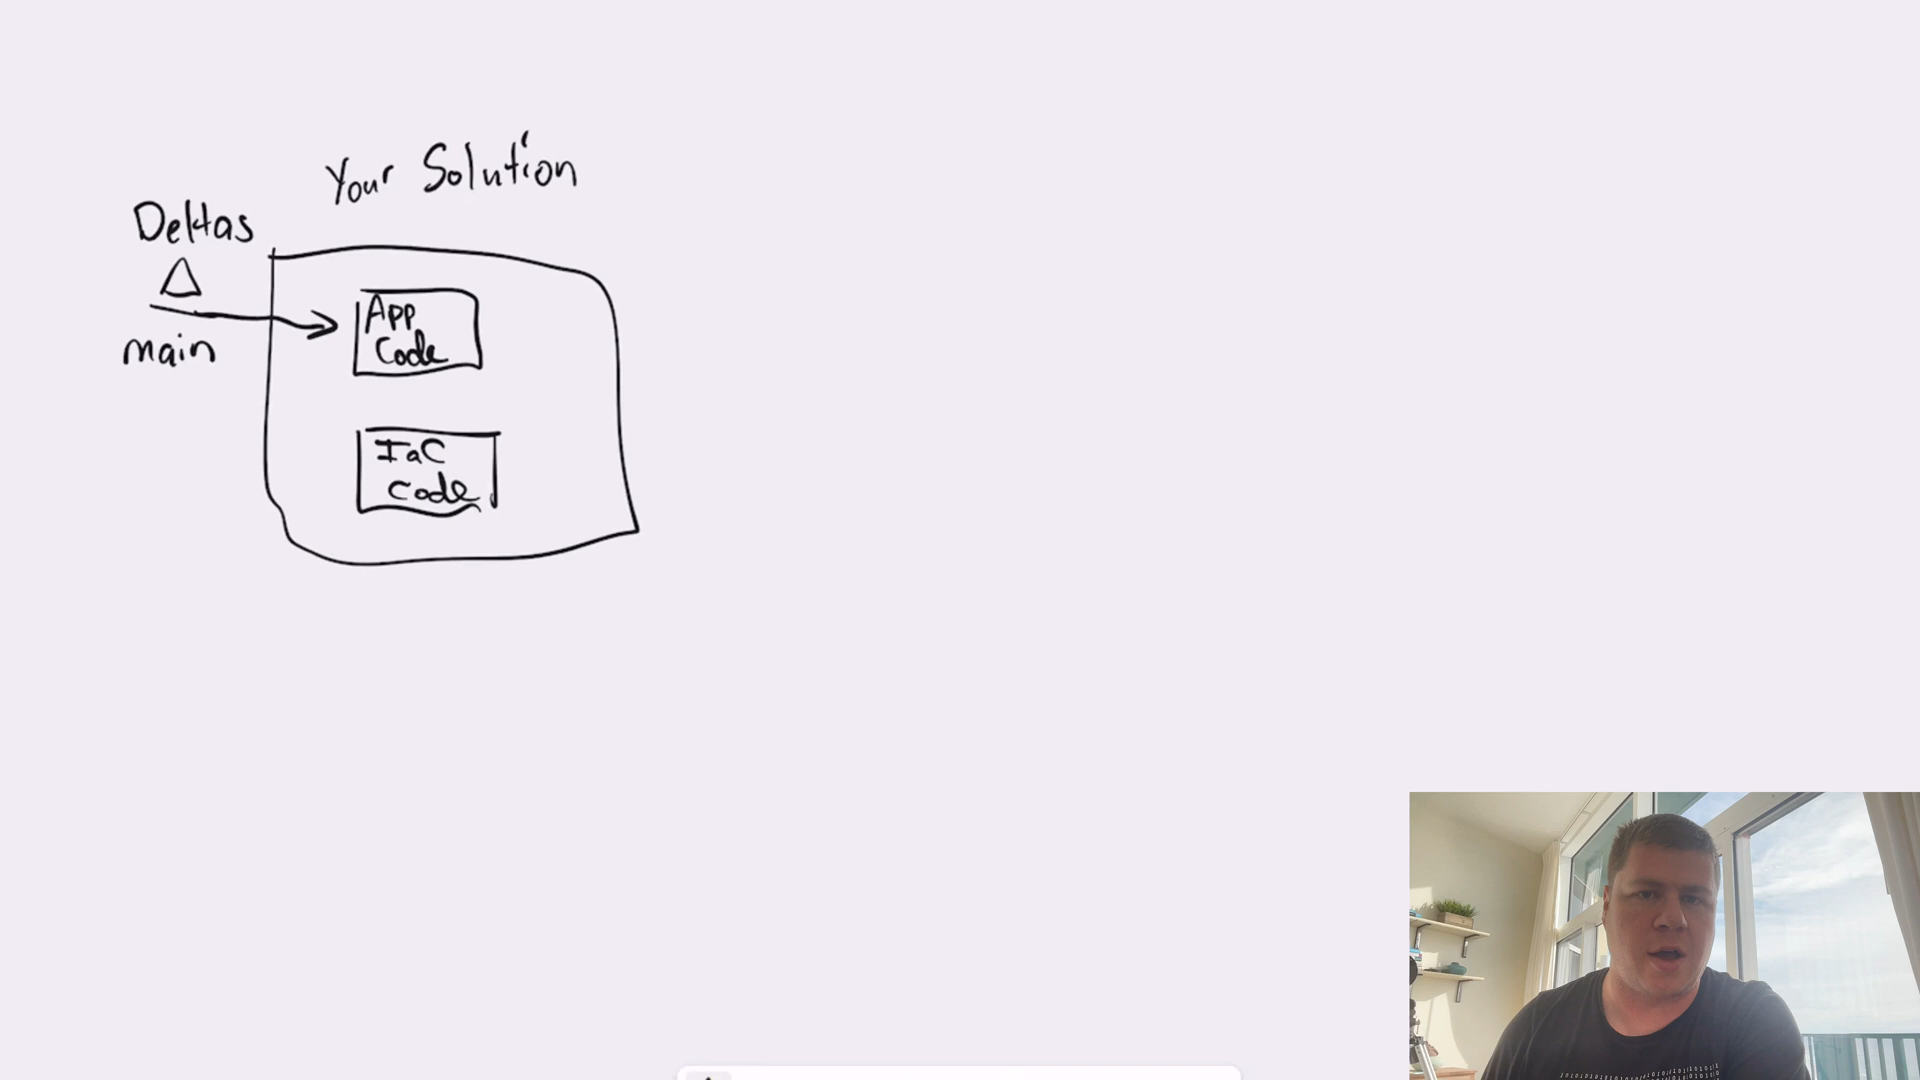 Your Solution
Deltas
Δ
main
App
Code
IaC
Code